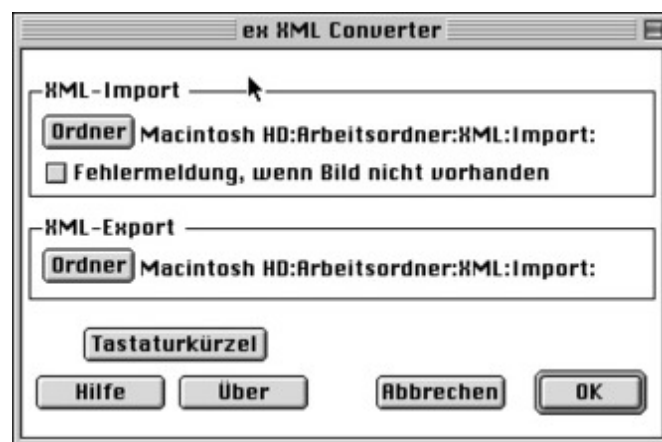 ex XML Converter
XML-Import
Ordner Macintosh HD:Arbeitsordner:XML:Import:
Fehlermeldung, wenn Bild nicht vorhanden
XML-Export
Ordner Macintosh HD:Arbeitsordner:XML:Import:
Tastaturkürzel
Hilfe Über Abbrechen OK